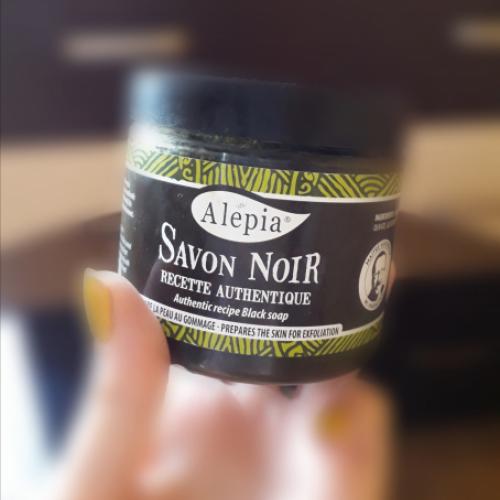 Alepia®
SAVON NOIR
RECETTE AUTHENTIQUE
Authentic recipe Black soap
LA PEAU AU GOMMAGE - PREPARES THE SKIN FOR EXFOLIATION